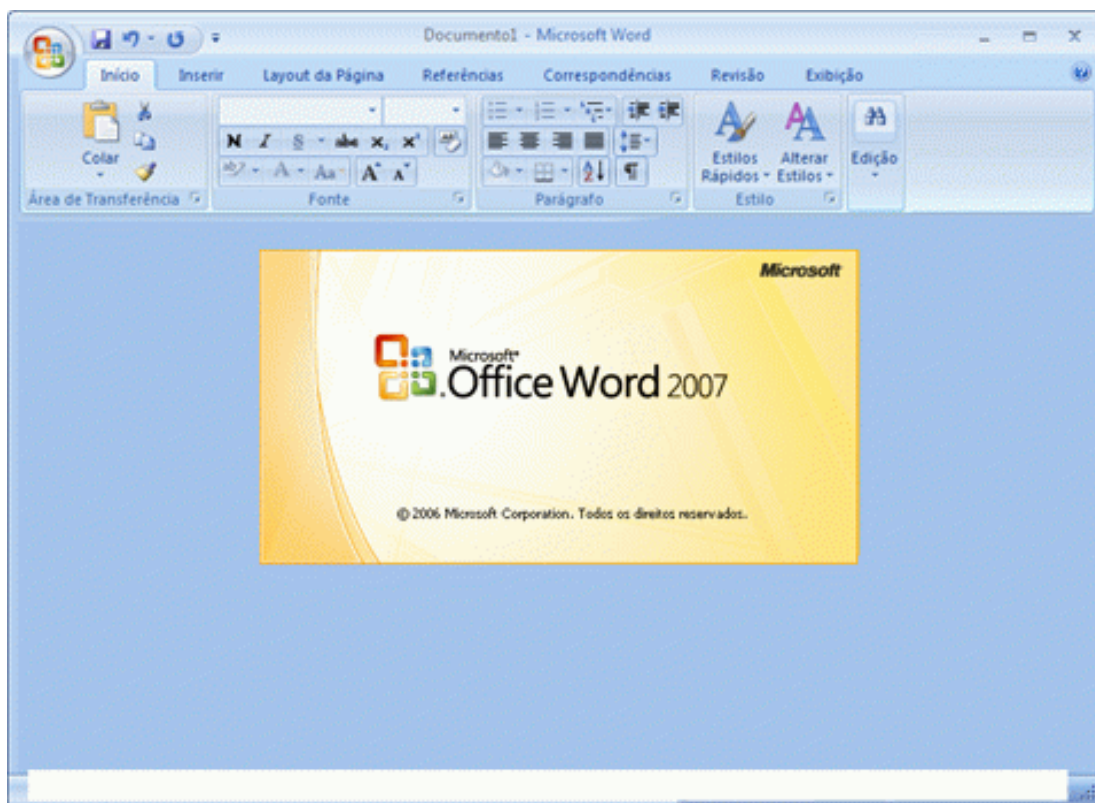 Documento1 - Microsoft Word
Início Inserir Layout da Página Referências Correspondências Revisão Exibição
Colar
N I S abe x₂ x²
ab A Aa A A
Estilos Rápidos
Alterar Estilos
Edição
Área de Transferência Fonte Parágrafo Estilo
Microsoft
Microsoft®
Office Word 2007
© 2006 Microsoft Corporation. Todos os direitos reservados.